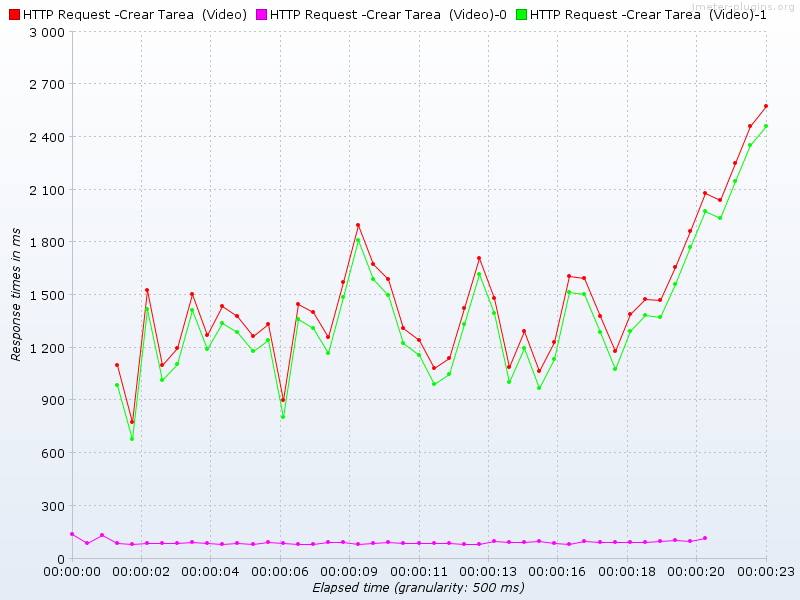 jmeter-plugins.org
HTTP Request -Crear Tarea  (Video) HTTP Request -Crear Tarea  (Video)-0 HTTP Request -Crear Tarea  (Video)-1
3 000
2 700
2 400
2 100
1 800
1 500
1 200
900
600
300
0
Response times in ms
00:00:00 00:00:02 00:00:04 00:00:06 00:00:09 00:00:11 00:00:13 00:00:16 00:00:18 00:00:20 00:00:23
Elapsed time (granularity: 500 ms)